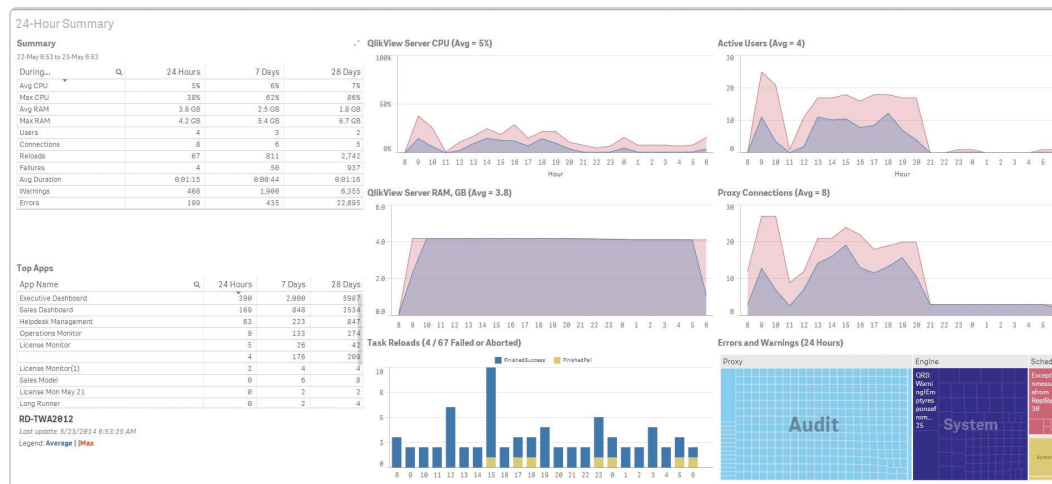 24-Hour Summary
Summary
22-May 6:53 to 23-May 6:53
During... 24 Hours 7 Days 28 Days
Avg CPU 5% 6% 7%
Max CPU 38% 62% 86%
Avg RAM 3.8 GB 2.5 GB 1.8 GB
Max RAM 4.2 GB 5.4 GB 6.7 GB
Users 4 3 2
Connections 8 6 5
Reloads 67 811 2,742
Failures 4 50 937
Avg Duration 0:01:15 0:00:44 0:01:16
Warnings 408 1,900 6,355
Errors 199 435 22,895
Top Apps
App Name 24 Hours 7 Days 28 Days
Executive Dashboard 390 2,000 5987
Sales Dashboard 169 848 2534
Helpdesk Management 63 223 847
Operations Monitor 9 133 274
License Monitor 5 26 42
4 176 209
License Monitor(1) 2 4 4
Sales Model 0 6 8
License Mon May 21 0 2 2
Long Runner 0 2 4
RD-TWA2012
Last update: 5/23/2014 6:53:25 AM
Legend: Average | |Max
QlikView Server CPU (Avg = 5%)
100%
50%
0%
8 9 10 11 12 13 14 15 16 17 18 19 20 21 22 23 0 1 2 3 4 5 6
Hour
Active Users (Avg = 4)
30
20
10
0
8 9 10 11 12 13 14 15 16 17 18 19 20 21 22 23 0 1 2 3 4 5
Hour
QlikView Server RAM, GB (Avg = 3.8)
6.0
4.0
2.0
0.0
8 9 10 11 12 13 14 15 16 17 18 19 20 21 22 23 0 1 2 3 4 5 6
Proxy Connections (Avg = 8)
30
20
10
0
8 9 10 11 12 13 14 15 16 17 18 19 20 21 22 23 0 1 2 3 4 5
Task Reloads (4 / 67 Failed or Aborted)
FinishedSuccess FinishedFail
10
8
5
3
0
8 9 10 11 12 13 14 15 16 17 18 19 20 21 22 23 0 1 2 3 4 5 6
Errors and Warnings (24 Hours)
Proxy Engine Sched
Audit
QRS:
Warni
ng!Em
ptyres
ponsef
rom...
25
System
Except
nmess
efrom
RestRe
30
System